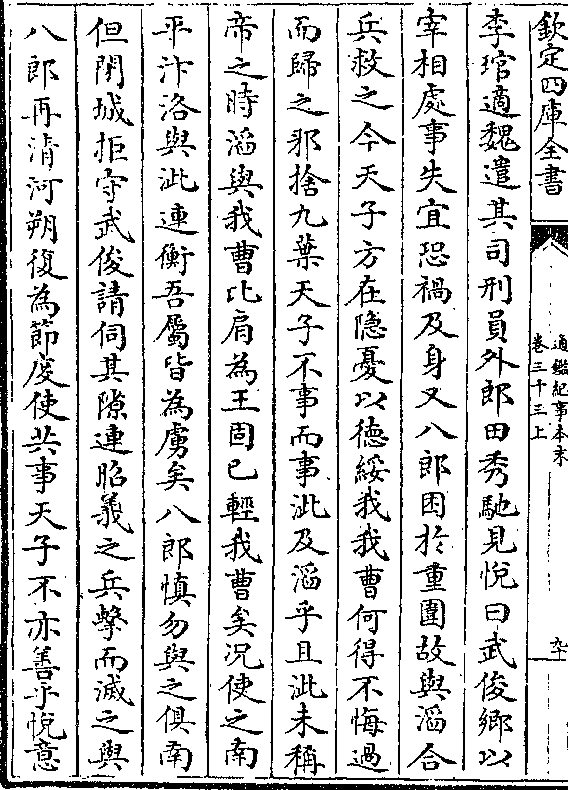 欽定四庫全書
通鑑紀事本末
卷三十三上
九十
李琯適魏遣其司刑員外郎田秀馳見悅曰武俊鄉以
宰相處事失宜恐禍及身又八郎困於重圍故與滔合
兵救之今天子方在隐憂以徳綏我我曹何得不悔過
而歸之邪捨九葉天子不事而事泚及滔乎且泚未稱
帝之時滔與我曹比肩為王固已輕我曹矣况使之南
平汴洛與泚連衡吾屬皆為虜矣八郎慎勿與之俱南
但閉城拒守武俊請伺其隙連昭義之兵擊而滅之與
八郎再清河朔復為節度使共事天子不亦善乎悅意